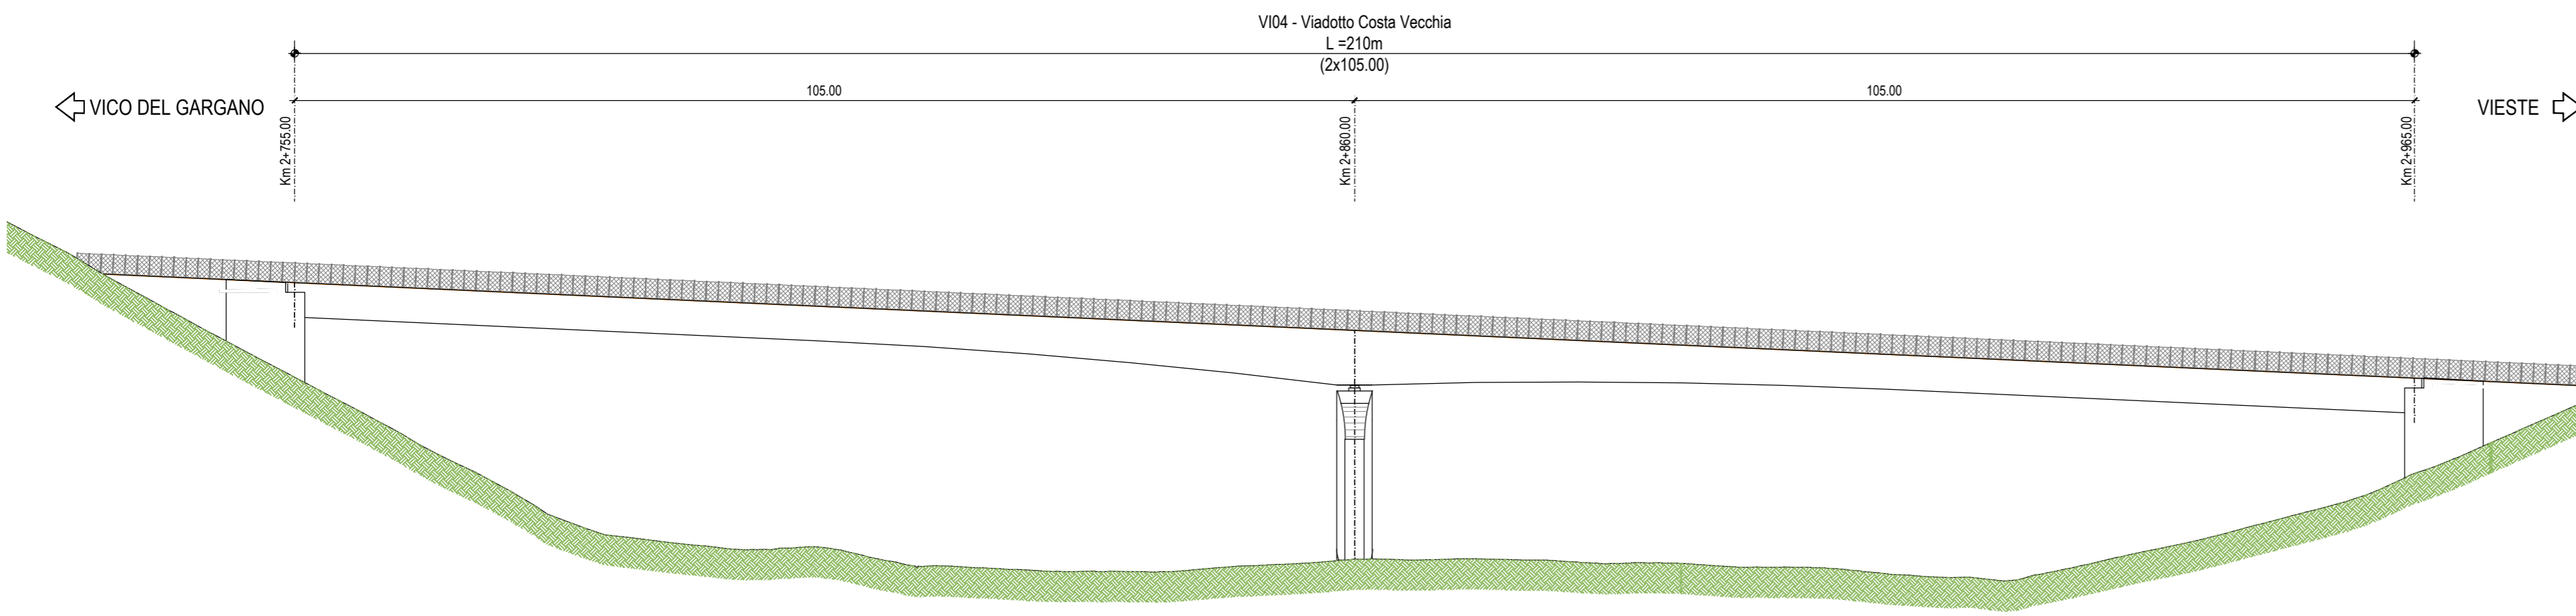 VI04 - Viadotto Costa Vecchia
L =210m
(2x105.00)
105.00
105.00
VICO DEL GARGANO
VIESTE
Km 2+755.00
Km 2+860.00
Km 2+965.00